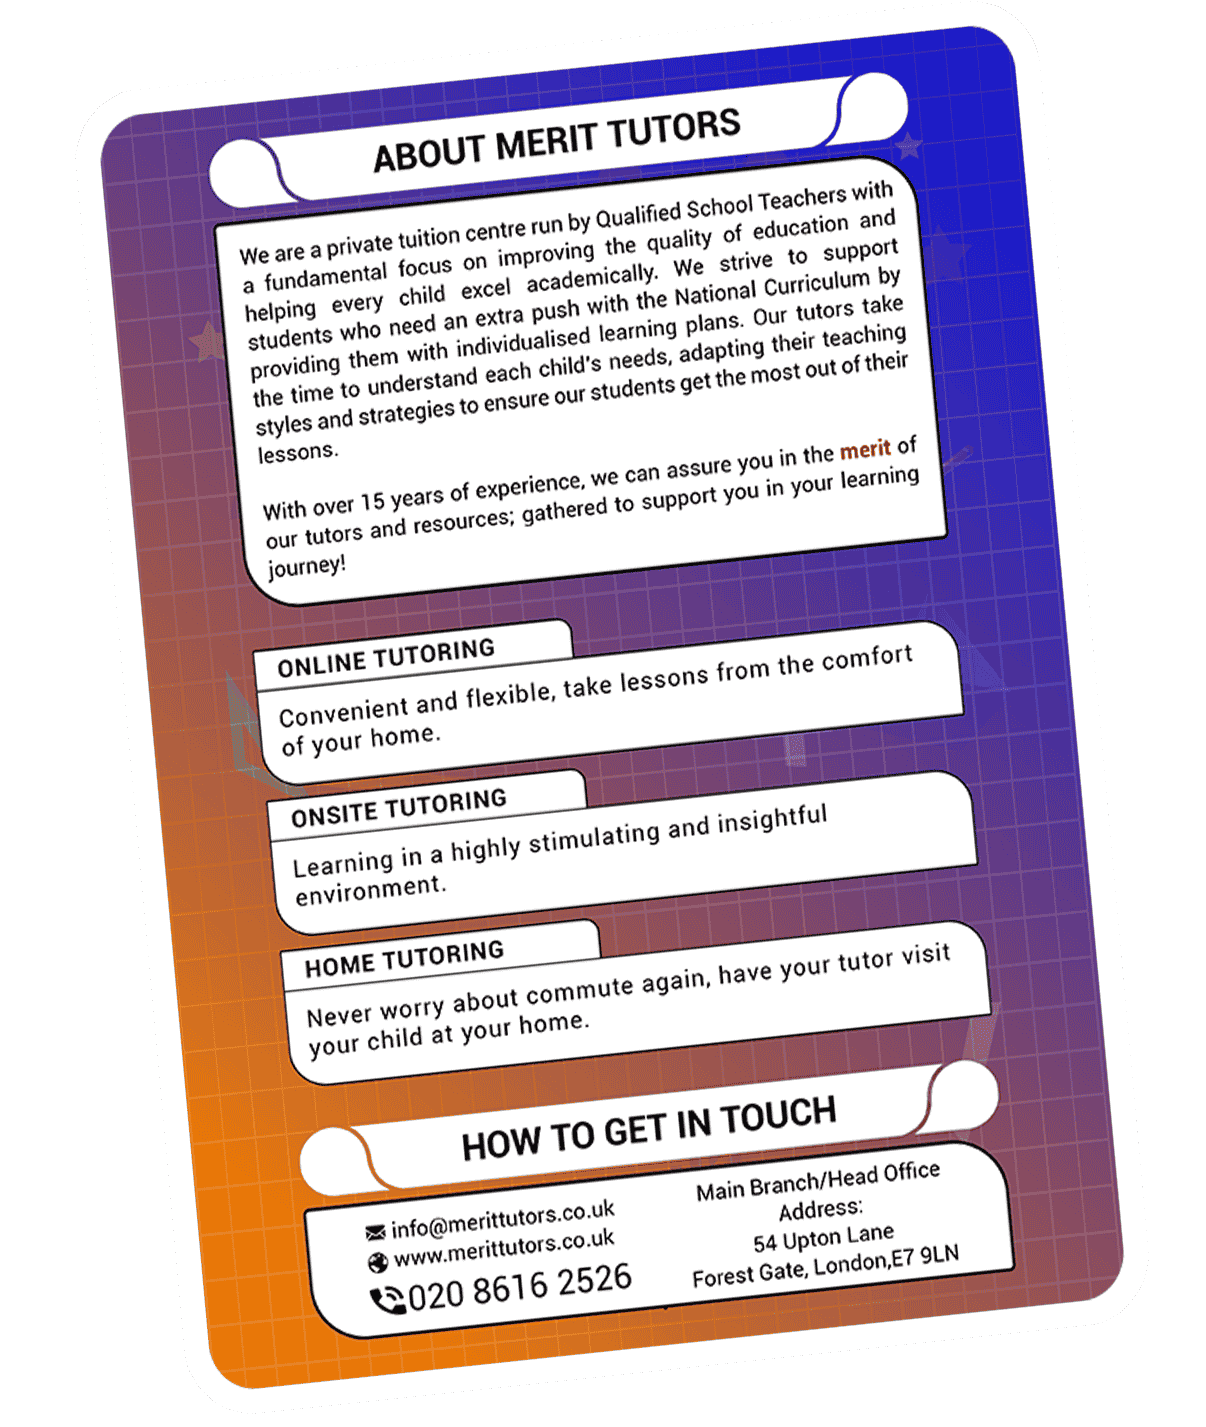 ABOUT MERIT TUTORS
We are a private tuition centre run by Qualified School Teachers with
a fundamental focus on improving the quality of education and
helping every child excel academically. We strive to support
students who need an extra push with the National Curriculum by
providing them with individualised learning plans. Our tutors take
the time to understand each child's needs, adapting their teaching
styles and strategies to ensure our students get the most out of their
lessons.
With over 15 years of experience, we can assure you in the merit of
our tutors and resources; gathered to support you in your learning
journey!
ONLINE TUTORING
Convenient and flexible, take lessons from the comfort
of your home.
ONSITE TUTORING
Learning in a highly stimulating and insightful
environment.
HOME TUTORING
Never worry about commute again, have your tutor visit
your child at your home.
HOW TO GET IN TOUCH
info@merittutors.co.uk
www.merittutors.co.uk
020 8616 2526
Main Branch/Head Office
Address:
54 Upton Lane
Forest Gate, London,E7 9LN